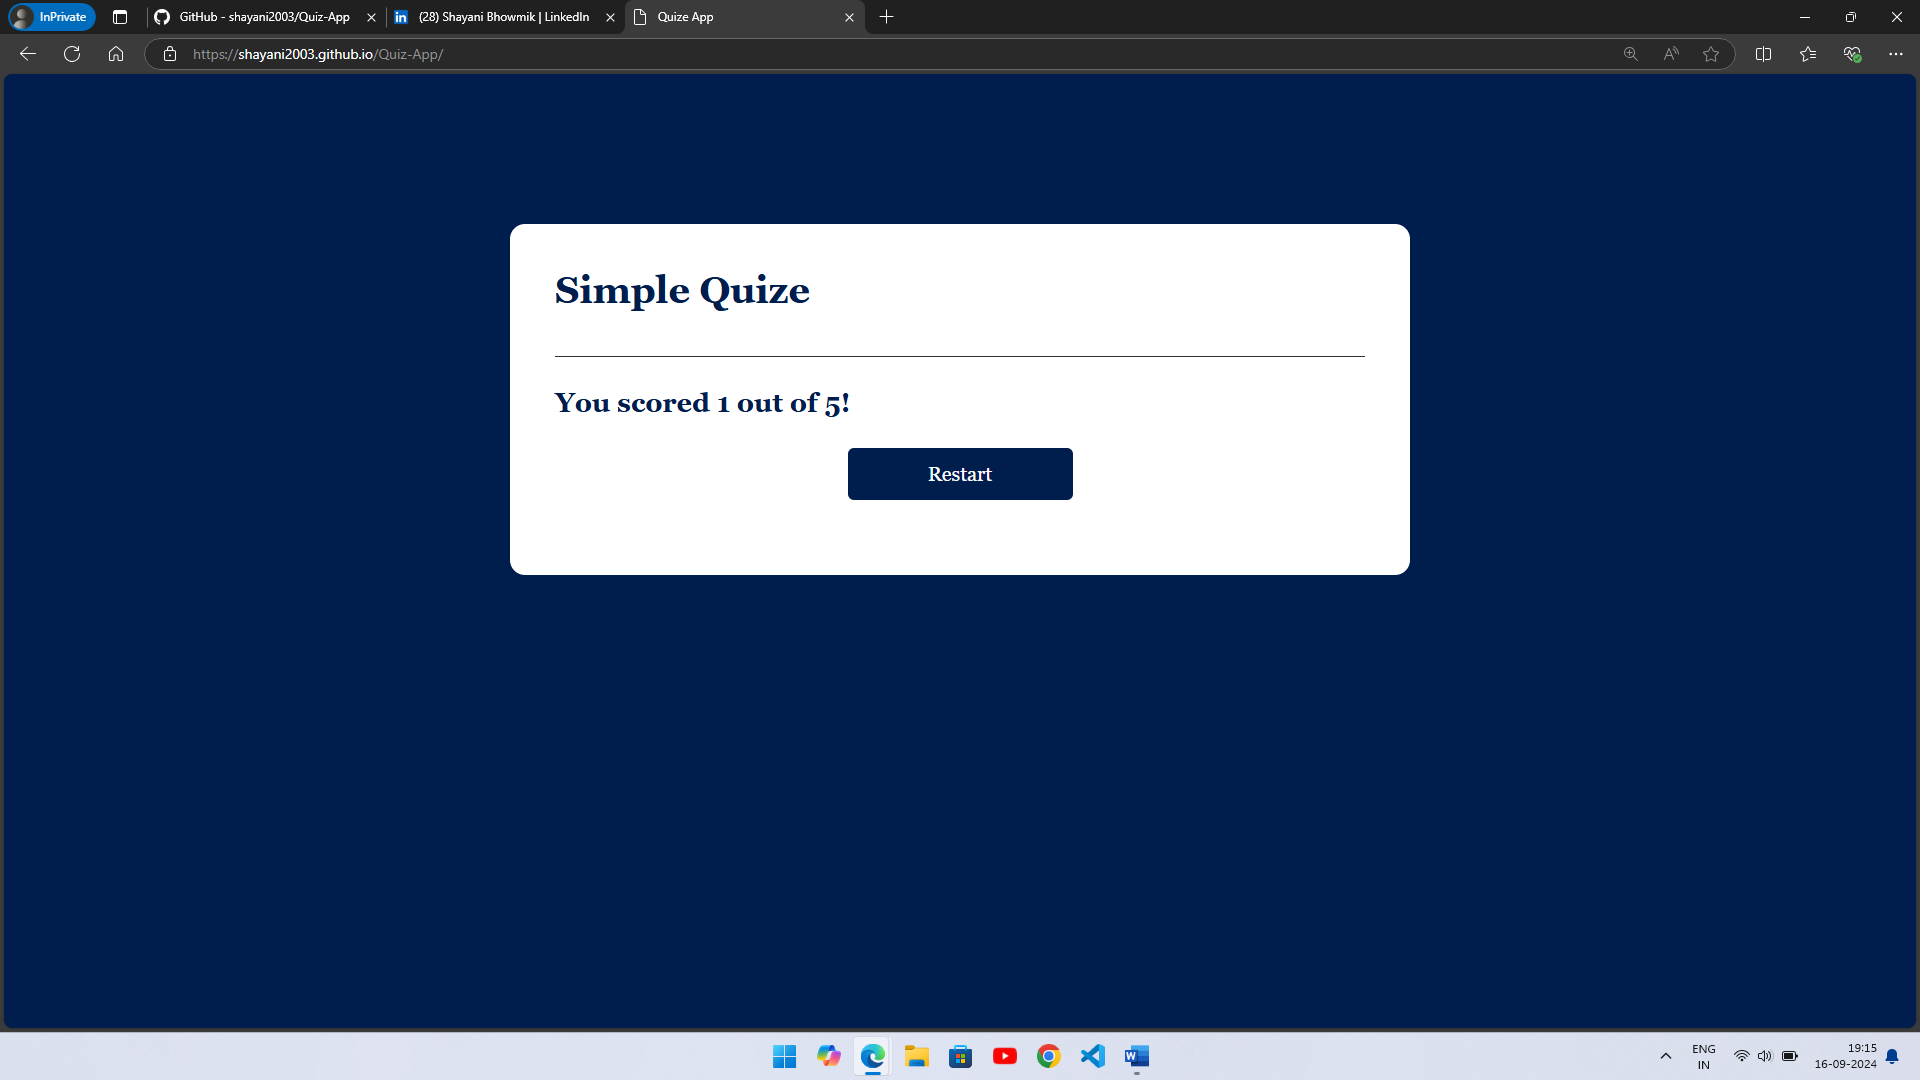 InPrivate
GitHub - shayani2003/Quiz-App
(28) Shayani Bhowmik | LinkedIn
Quize App
https://shayani2003.github.io/Quiz-App/
Simple Quize
You scored 1 out of 5!
Restart
ENG
IN
19:15
16-09-2024